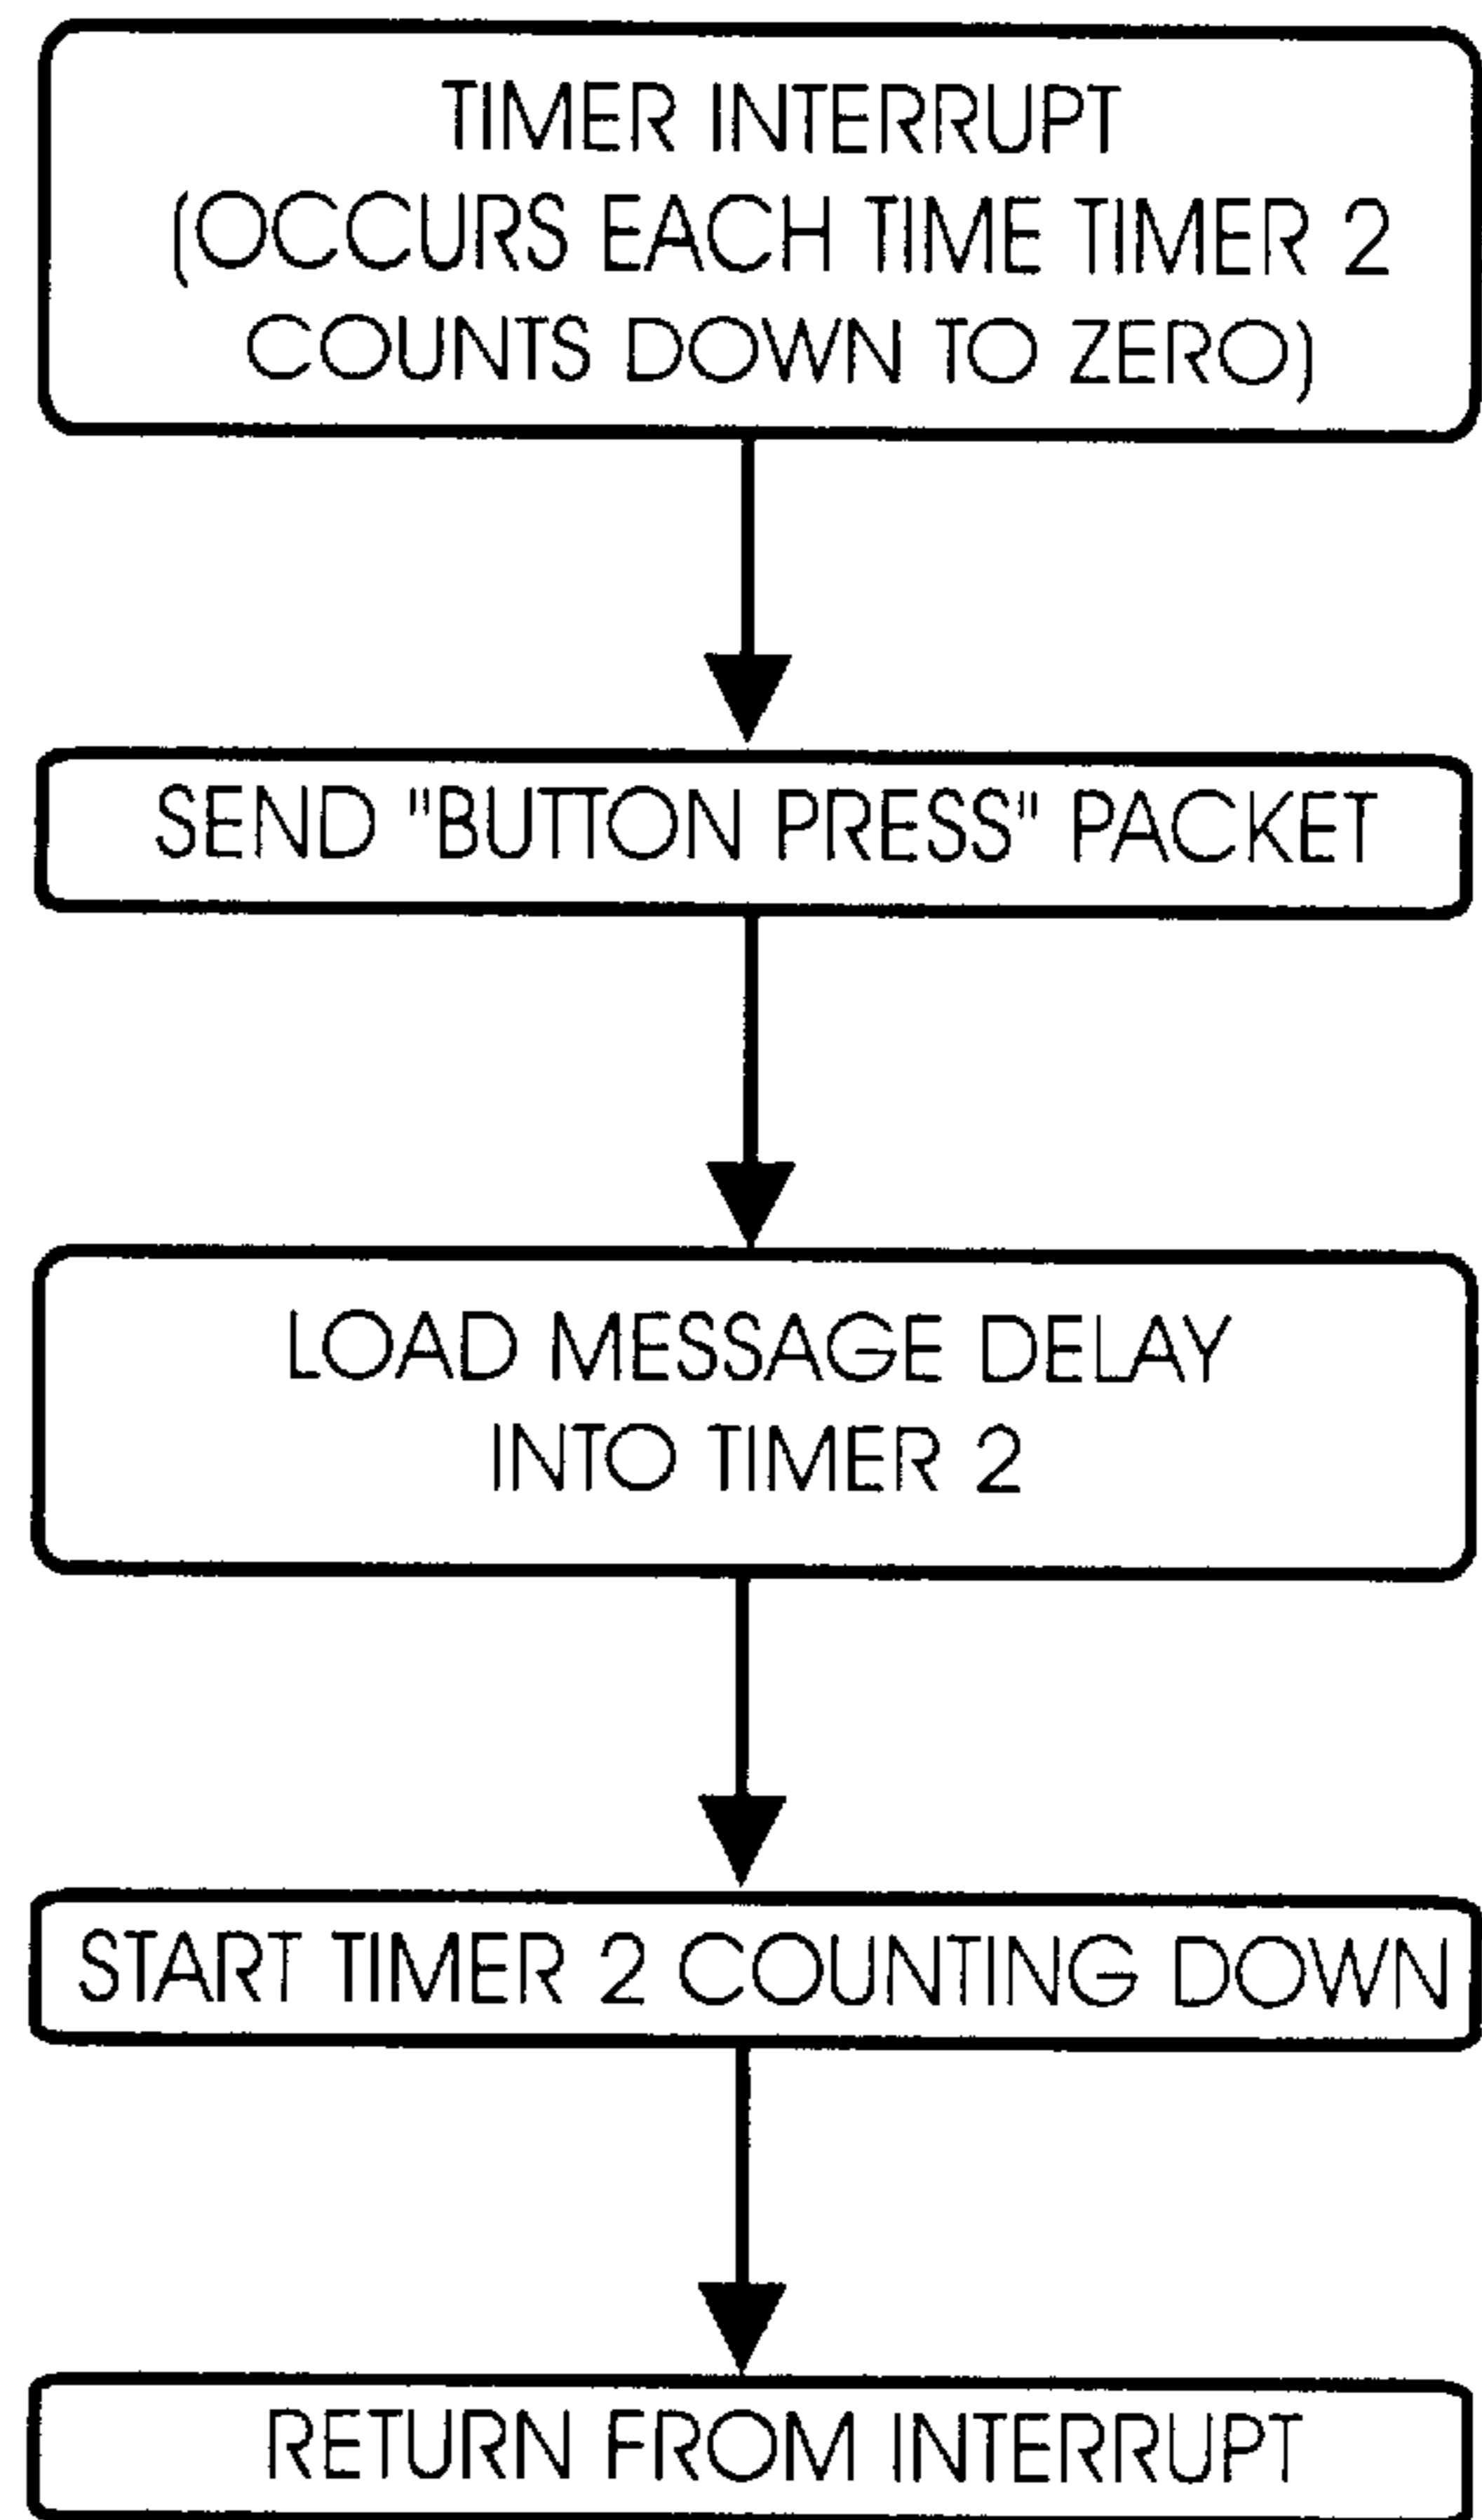 TIMER INTERRUPT
(OCCURS EACH TIME TIMER 2
COUNTS DOWN TO ZERO)
SEND "BUTTON PRESS" PACKET
LOAD MESSAGE DELAY
INTO TIMER 2
START TIMER 2 COUNTING DOWN
RETURN FROM INTERRUPT